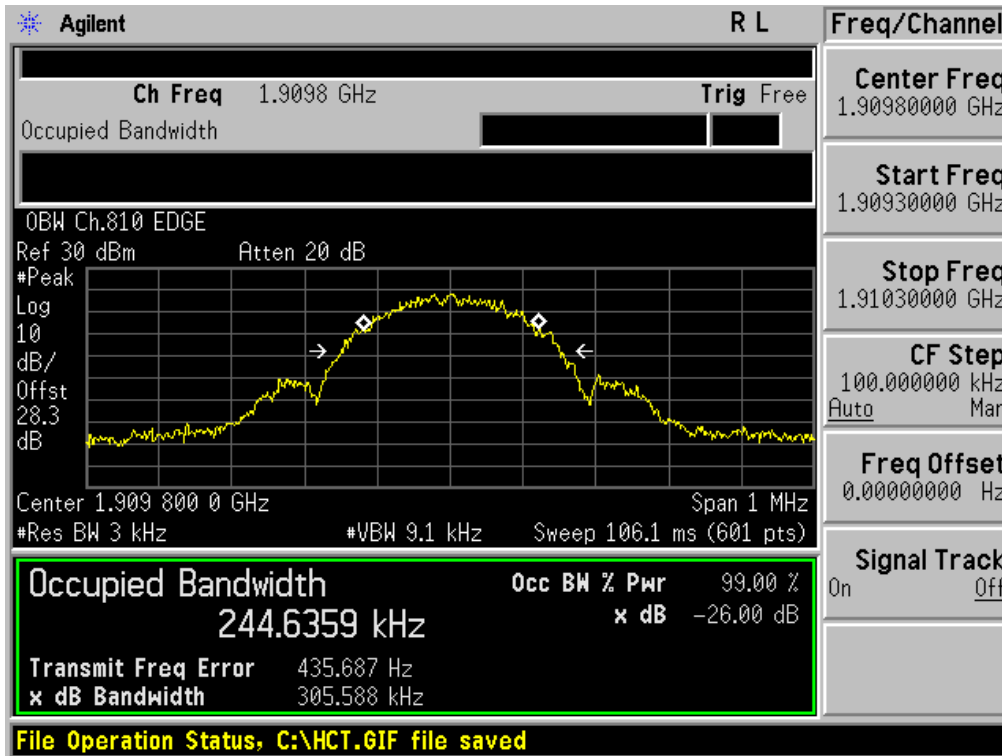 Agilent R L
Ch Freq 1.9098 GHz Trig Free
Occupied Bandwidth
OBW Ch.810 EDGE
Ref 30 dBm Atten 20 dB
#Peak
Log
10
dB/
Offst
28.3
dB
Center 1.909 800 0 GHz Span 1 MHz
#Res BW 3 kHz #VBW 9.1 kHz Sweep 106.1 ms (601 pts)
Occupied Bandwidth
244.6359 kHz
Occ BW % Pwr 99.00 %
x dB -26.00 dB
Transmit Freq Error 435.687 Hz
x dB Bandwidth 305.588 kHz
File Operation Status, C:\HCT.GIF file saved
Freq/Channel
Center Freq
1.90980000 GHz
Start Freq
1.90930000 GHz
Stop Freq
1.91030000 GHz
CF Step
100.000000 kHz
Auto Man
Freq Offset
0.00000000 Hz
Signal Track
On Off